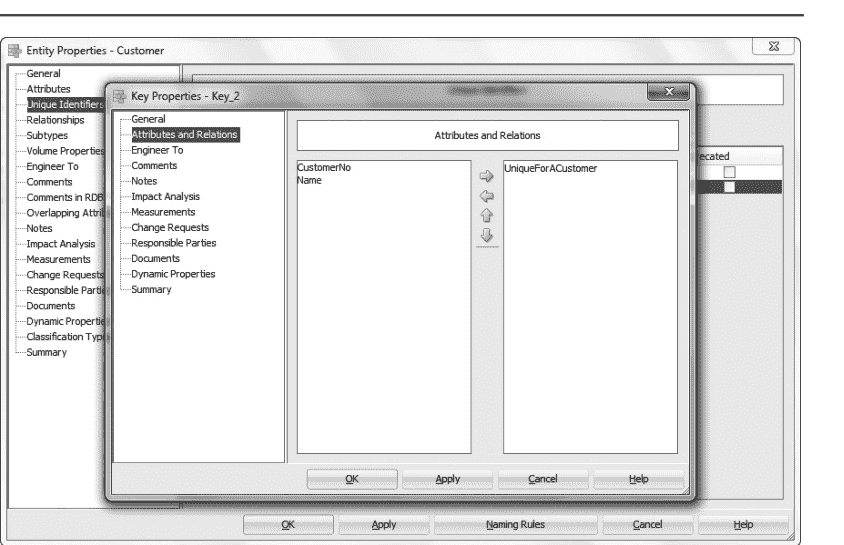 Entity Properties - Customer
General
Attributes
Unique Identifiers
Relationships
Subtypes
Volume Properties
Engineer To
Comments
Comments in RDB
Overlapping Attrib
Notes
Impact Analysis
Measurements
Change Requests
Responsible Partie
Documents
Dynamic Propertie
Classification Typ
Summary
ecated
Key Properties - Key_2
General
Attributes and Relations
Engineer To
Comments
Notes
Impact Analysis
Measurements
Change Requests
Responsible Parties
Documents
Dynamic Properties
Summary
Attributes and Relations
CustomerNo
Name
UniqueForACustomer
OK Apply Cancel Help
OK Apply Naming Rules Cancel Help